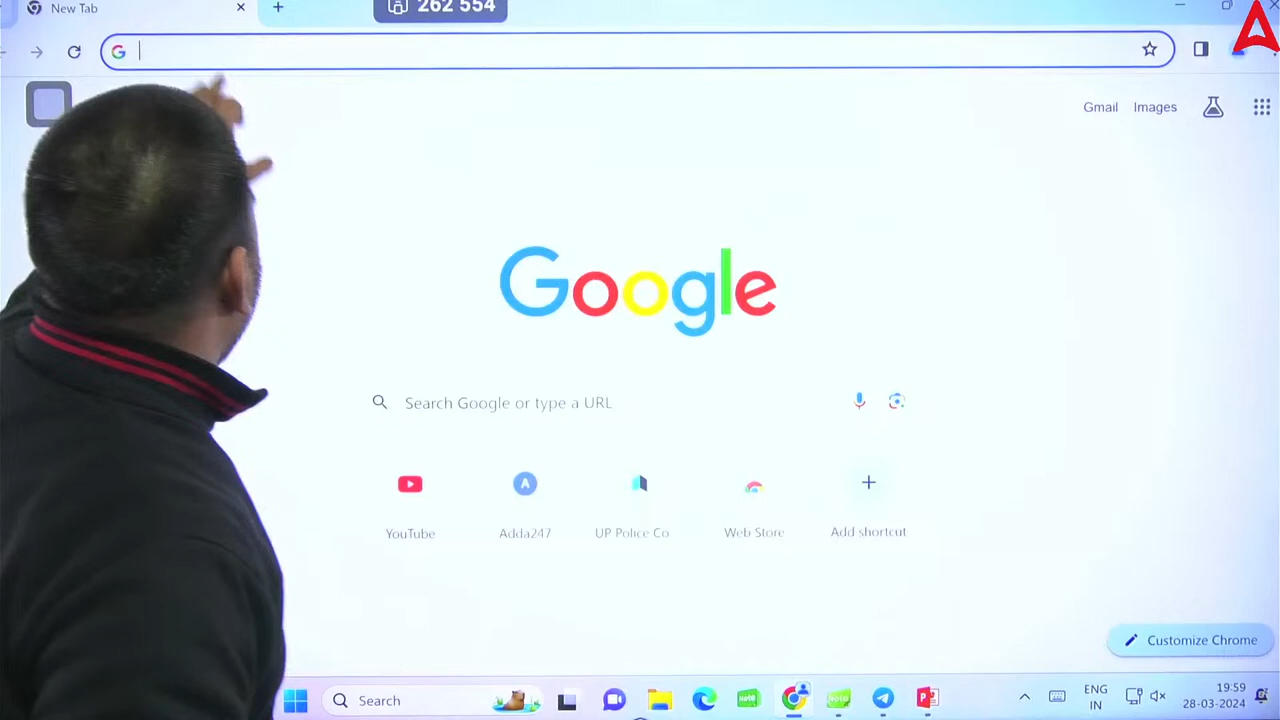 New Tab
262 554
Gmail Images
Google
Search Google or type a URL
YouTube
Adda247
UP Police Co
Web Store
Add shortcut
Customize Chrome
Search
ENG
IN
19:59
28-03-2024